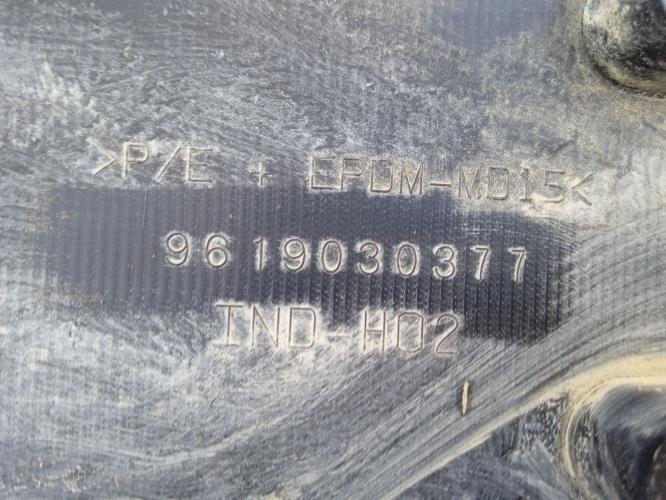 >P/E + EPDM-MD15<
9619030377
IND-H02